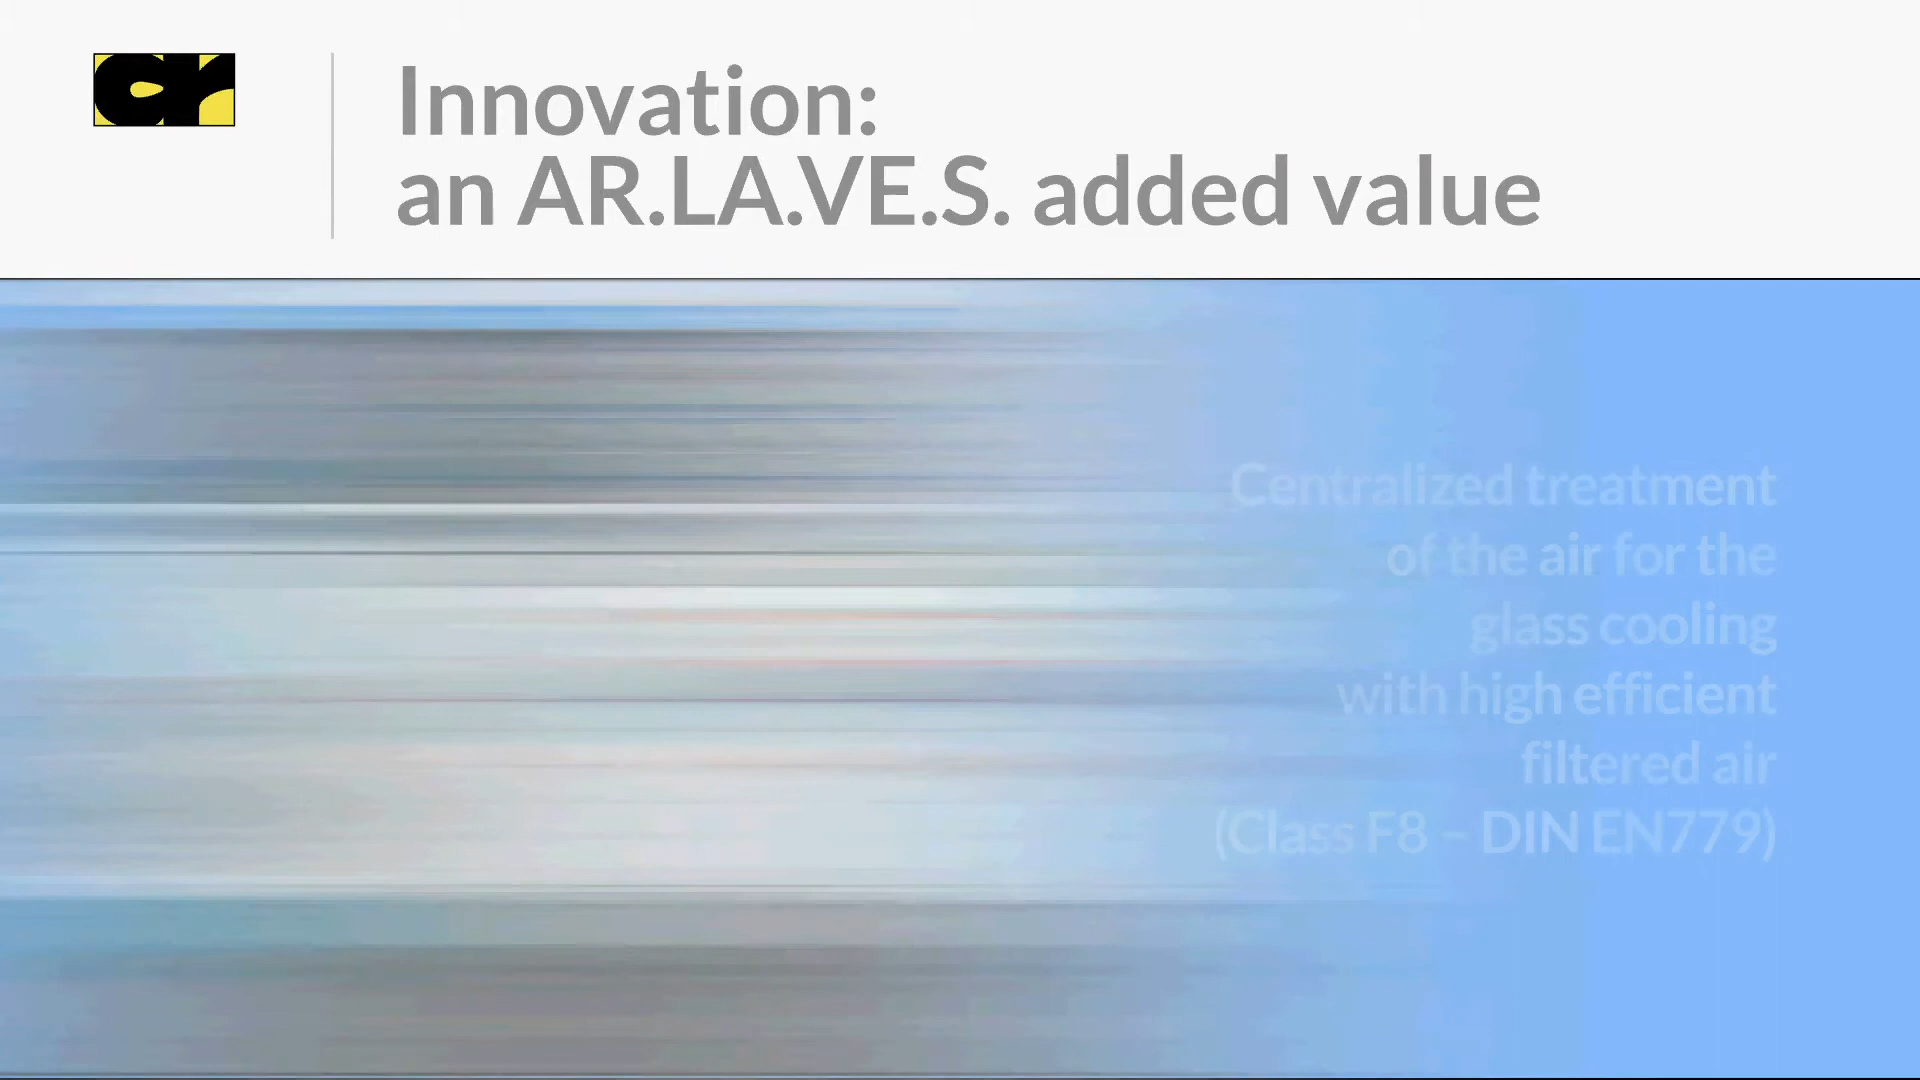 ar
Innovation:
an AR.LA.VE.S. added value
Centralized treatment
of the air for the
glass cooling
with high efficient
filtered air
(Class F8 – DIN EN779)